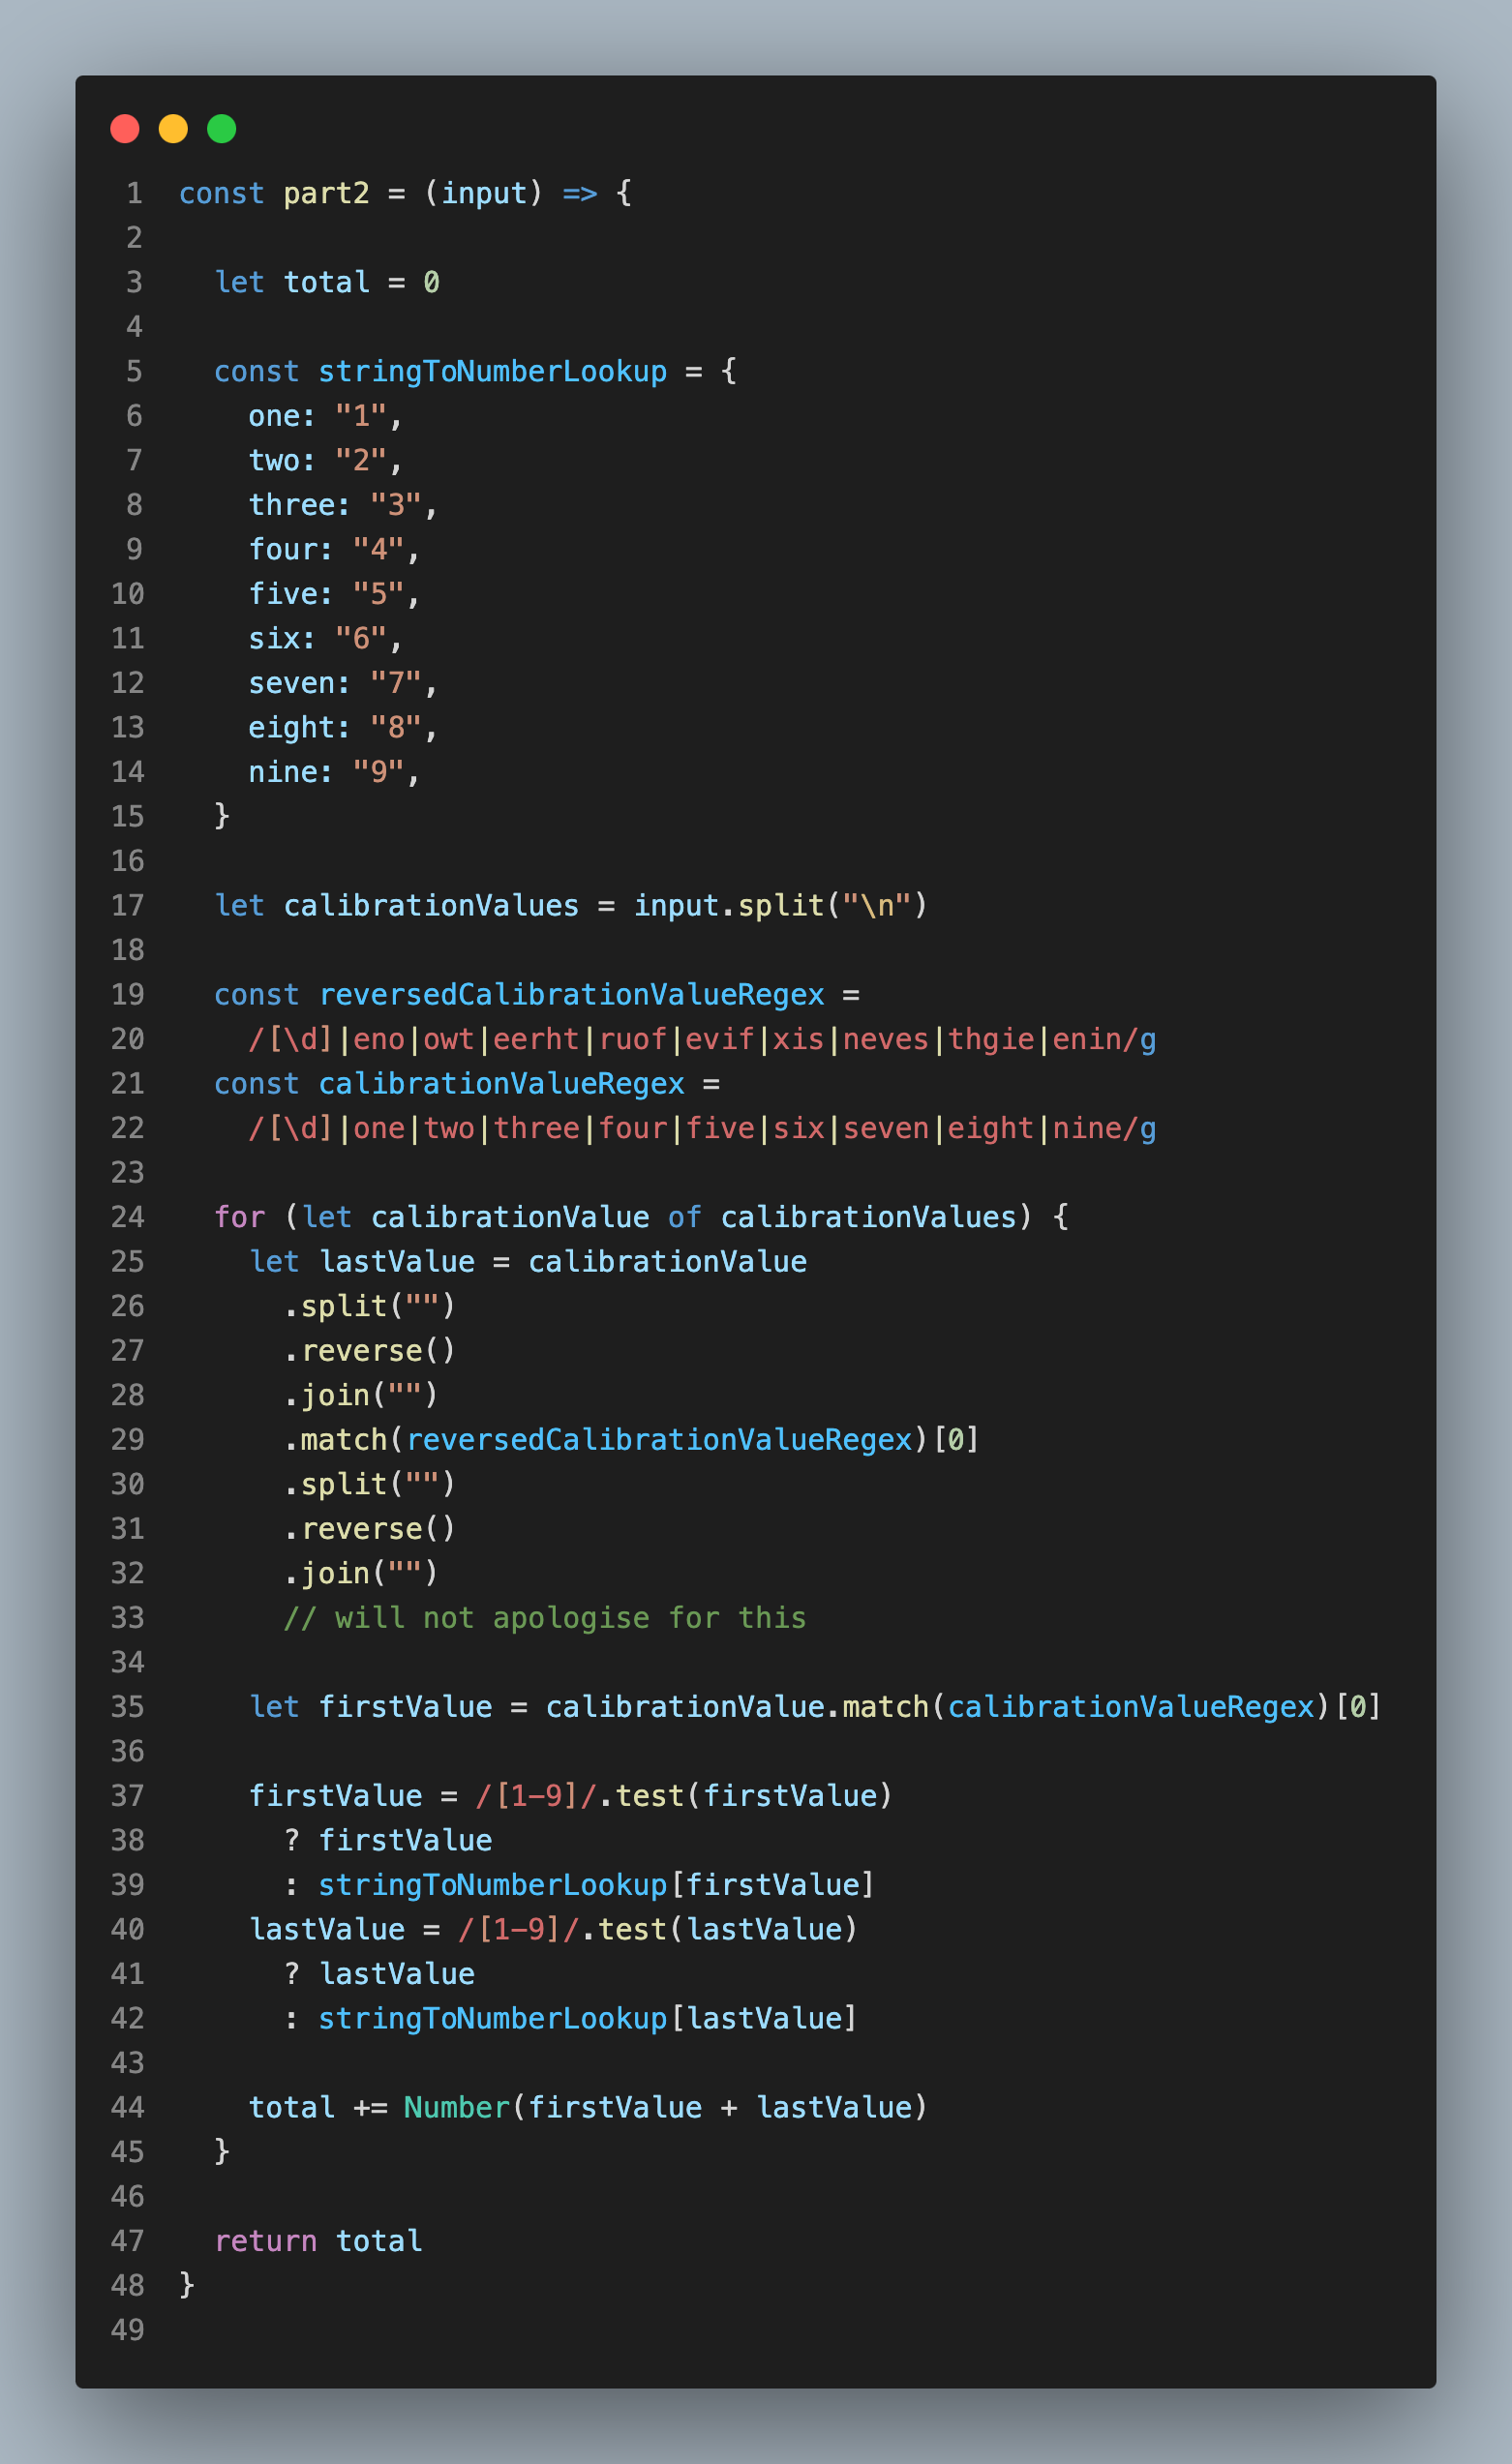 1 const part2 = (input) => {
2
3   let total = 0
4
5   const stringToNumberLookup = {
6     one: "1",
7     two: "2",
8     three: "3",
9     four: "4",
10     five: "5",
11     six: "6",
12     seven: "7",
13     eight: "8",
14     nine: "9",
15   }
16
17   let calibrationValues = input.split("\n")
18
19   const reversedCalibrationValueRegex =
20     /[\d]|eno|owt|eerht|ruof|evif|xis|neves|thgie|enin/g
21   const calibrationValueRegex =
22     /[\d]|one|two|three|four|five|six|seven|eight|nine/g
23
24   for (let calibrationValue of calibrationValues) {
25     let lastValue = calibrationValue
26       .split("")
27       .reverse()
28       .join("")
29       .match(reversedCalibrationValueRegex)[0]
30       .split("")
31       .reverse()
32       .join("")
33       // will not apologise for this
34
35     let firstValue = calibrationValue.match(calibrationValueRegex)[0]
36
37     firstValue = /[1-9]/.test(firstValue)
38       ? firstValue
39       : stringToNumberLookup[firstValue]
40     lastValue = /[1-9]/.test(lastValue)
41       ? lastValue
42       : stringToNumberLookup[lastValue]
43
44     total += Number(firstValue + lastValue)
45   }
46
47   return total
48 }
49